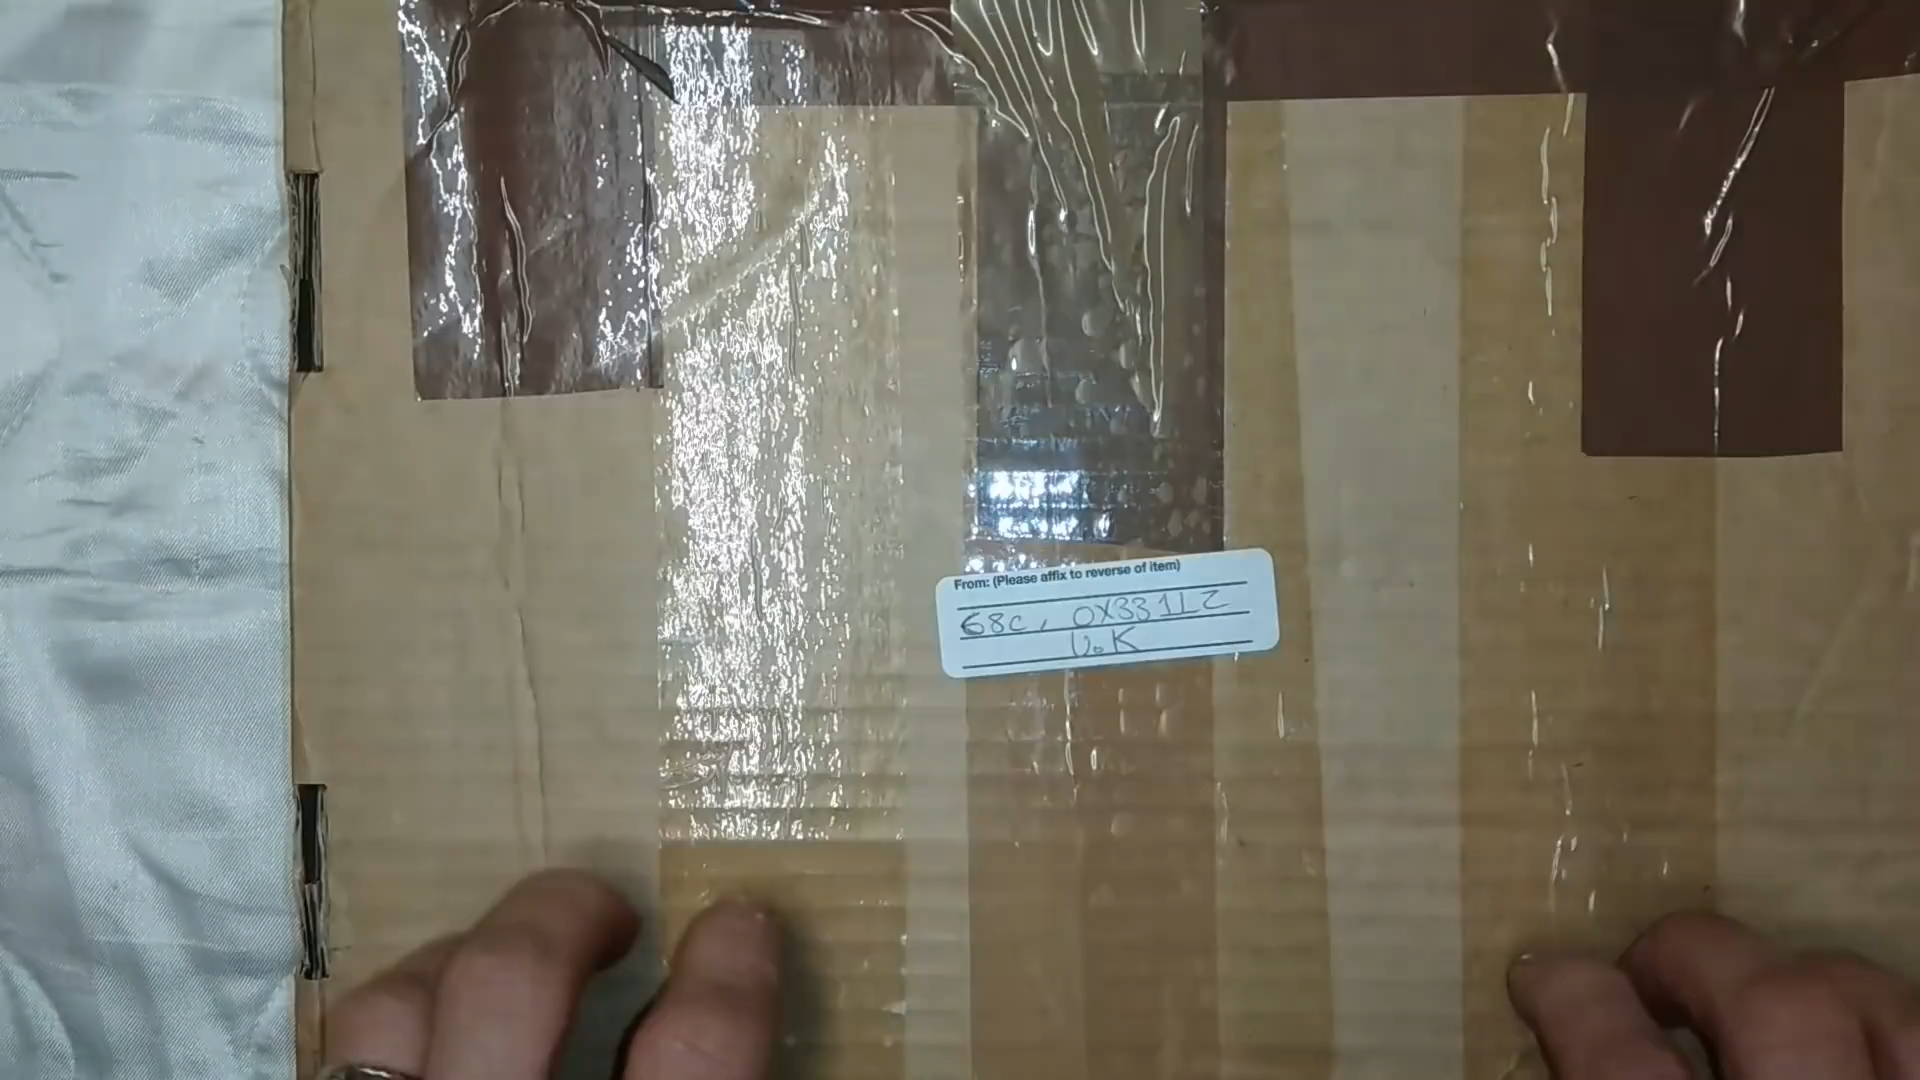 From: (Please affix to reverse of item)
68c, OX33 1LZ
U.K